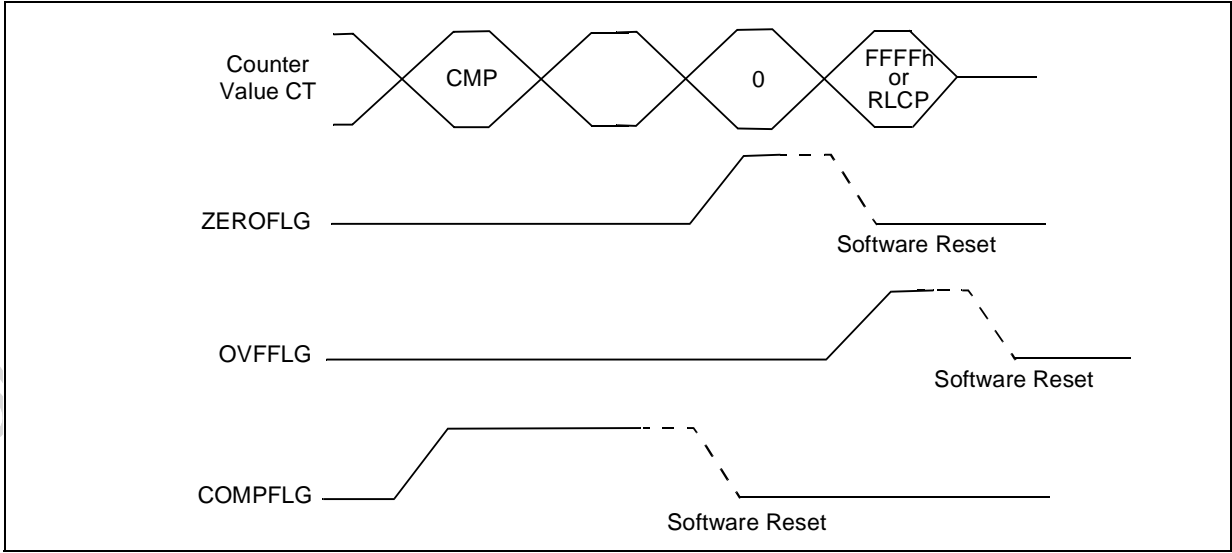 Counter
Value CT
CMP
0
FFFFh
or
RLCP
ZEROFLG
Software Reset
OVFFLG
Software Reset
COMPFLG
Software Reset